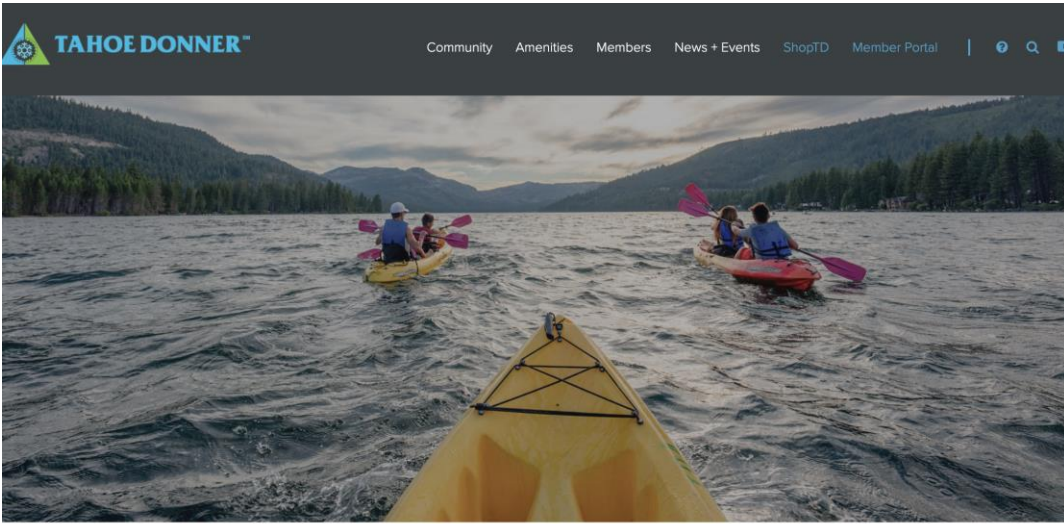 TAHOE DONNER™
Community Amenities Members News + Events ShopTD Member Portal